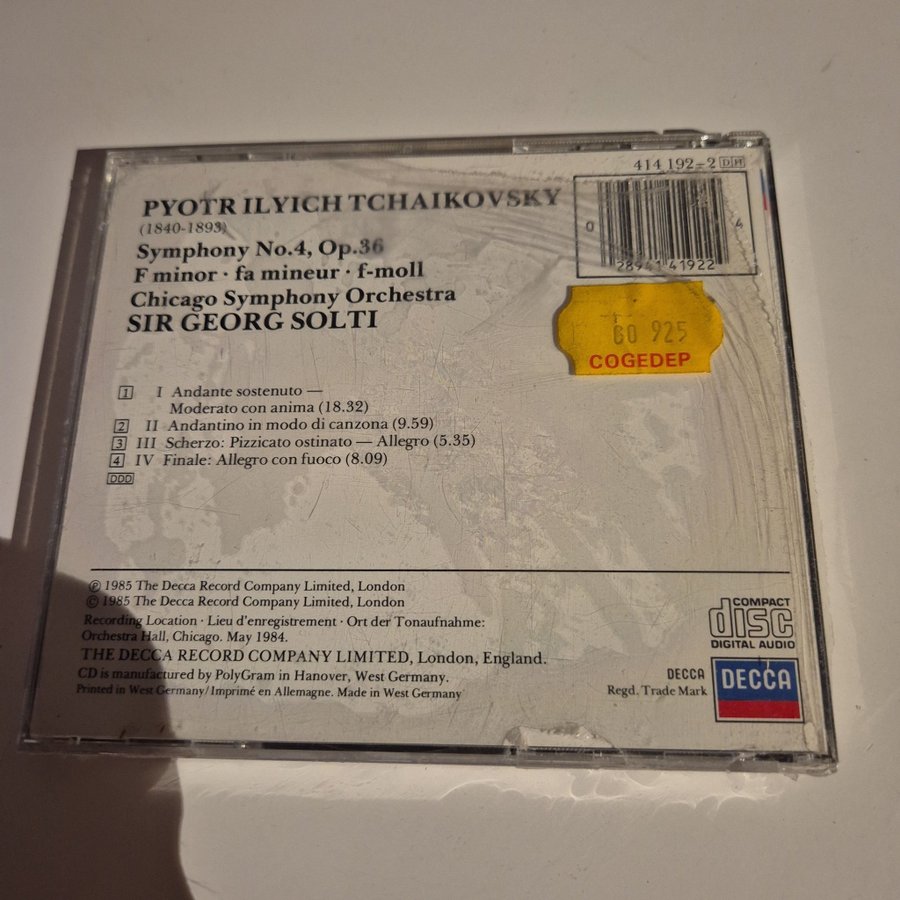 414 192-2 DH
PYOTR ILYICH TCHAIKOVSKY
(1840-1893)
Symphony No.4, Op.36
F minor · fa mineur · f-moll
Chicago Symphony Orchestra
SIR GEORG SOLTI
0 28941 41922 4
60 925
COGEDEP
1 I Andante sostenuto —
Moderato con anima (18.32)
2 II Andantino in modo di canzona (9.59)
3 III Scherzo: Pizzicato ostinato — Allegro (5.35)
4 IV Finale: Allegro con fuoco (8.09)
DDD
℗ 1985 The Decca Record Company Limited, London
© 1985 The Decca Record Company Limited, London
Recording Location · Lieu d'enregistrement · Ort der Tonaufnahme:
Orchestra Hall, Chicago. May 1984.
THE DECCA RECORD COMPANY LIMITED, London, England.
CD is manufactured by PolyGram in Hanover, West Germany.
Printed in West Germany/Imprimé en Allemagne. Made in West Germany
COMPACT
disc
DIGITAL AUDIO
DECCA
Regd. Trade Mark
DECCA